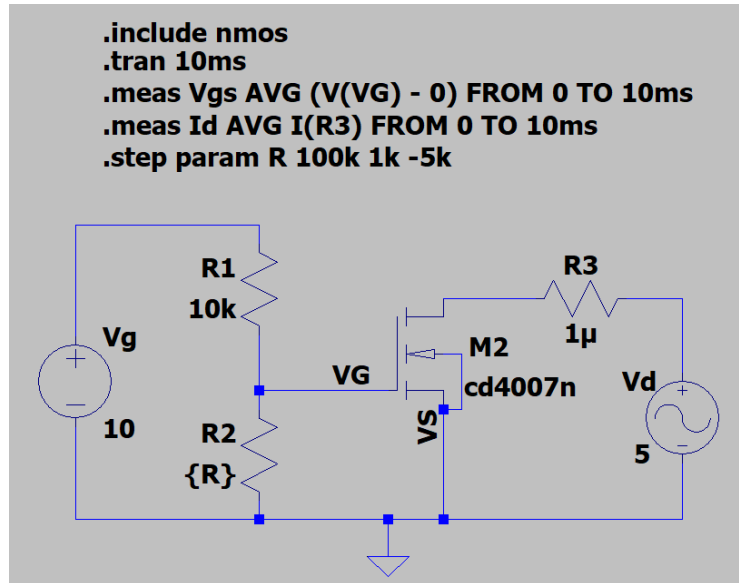 .include nmos
.tran 10ms
.meas Vgs AVG (V(VG) - 0) FROM 0 TO 10ms
.meas Id AVG I(R3) FROM 0 TO 10ms
.step param R 100k 1k -5k
R1
10k
R3
1µ
Vg
10
VG
M2
cd4007n
Vd
5
R2
{R}
VS